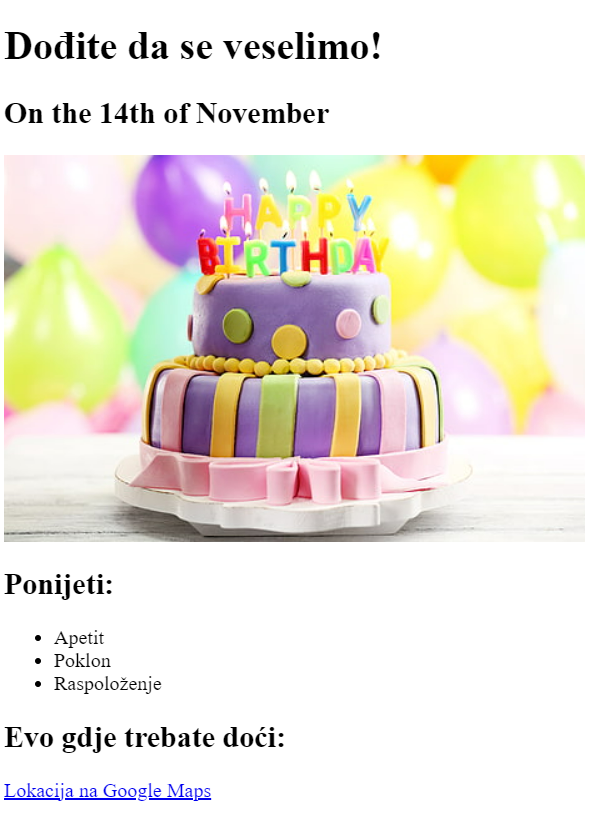 Dođite da se veselimo!
On the 14th of November
HAPPY
BIRTHDAY
Ponijeti:
Apetit
Poklon
Raspoloženje
Evo gdje trebate doći:
Lokacija na Google Maps